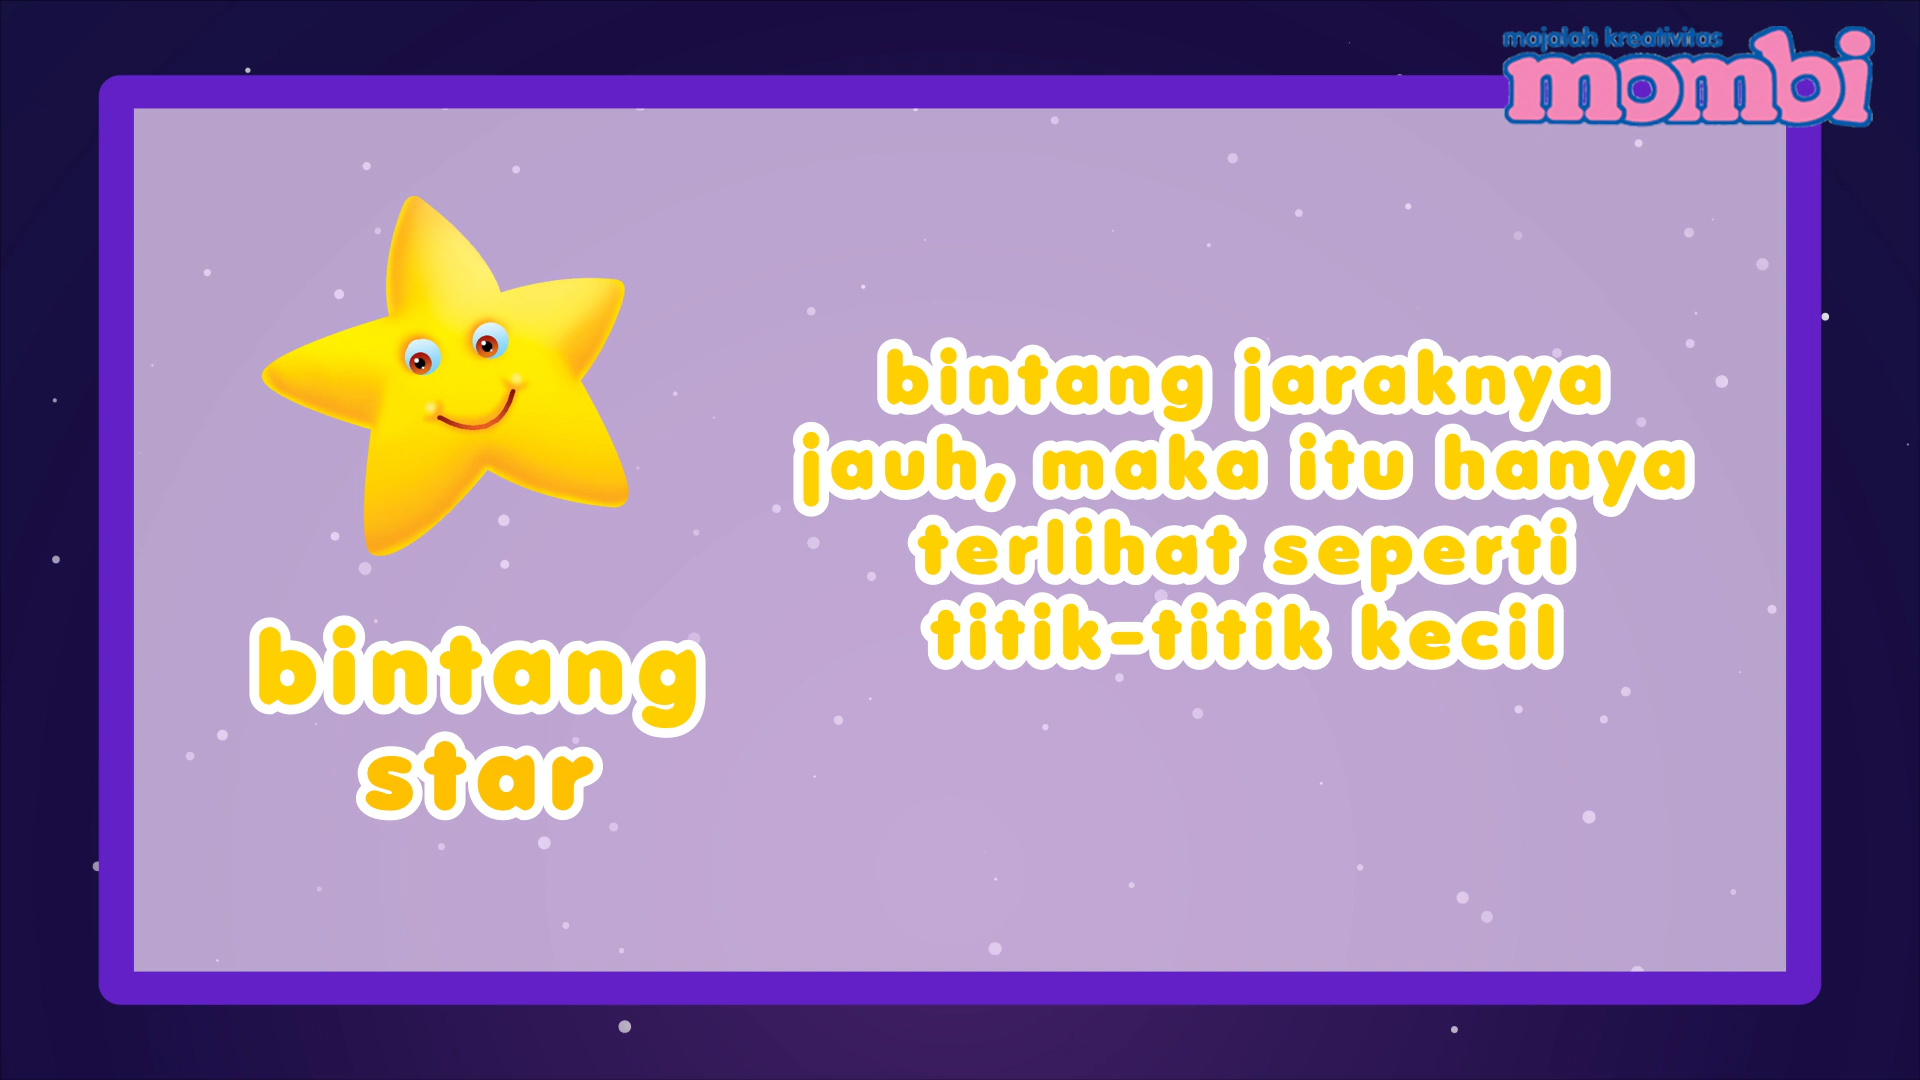 majalah kreativitas
mombi
bintang jaraknya
jauh, maka itu hanya
terlihat seperti
titik-titik kecil
bintang
star